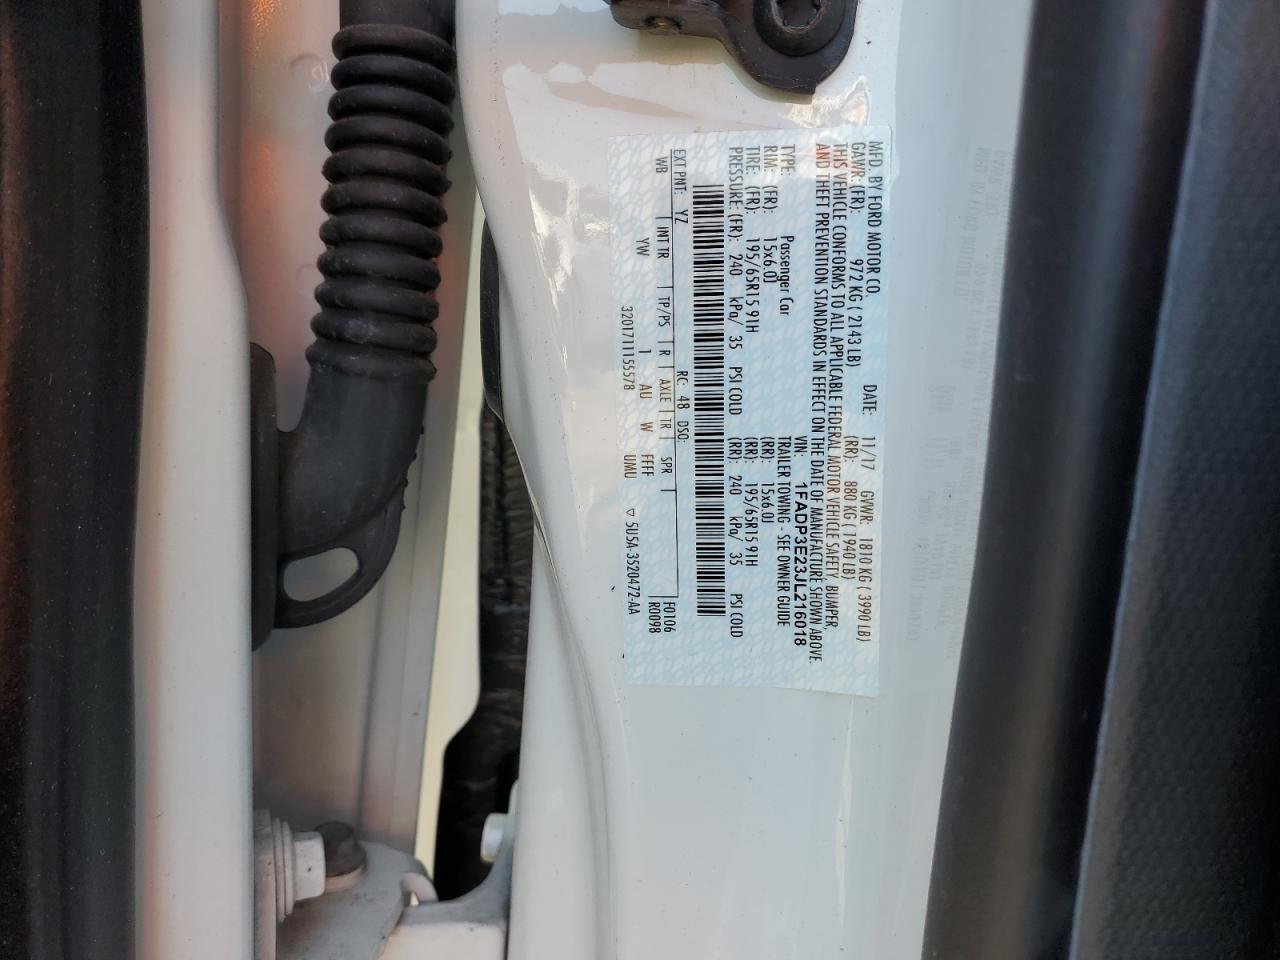 MFD. BY FORD MOTOR CO.
DATE: 11/17 GVWR: 1810 KG ( 3990 LB)
GAWR: (FR) 972 KG ( 2143 LB) (RR) 880 KG ( 1940 LB)
THIS VEHICLE CONFORMS TO ALL APPLICABLE FEDERAL MOTOR VEHICLE SAFETY, BUMPER,
AND THEFT PREVENTION STANDARDS IN EFFECT ON THE DATE OF MANUFACTURE SHOWN ABOVE.
VIN: 1FADP3E23JL216018
TYPE: Passenger Car TRAILER TOWING - SEE OWNER GUIDE
RIM: (FR): 15x6.0J (RR): 15x6.0J
TIRE: (FR): 195/65R15 91H (RR): 195/65R15 91H
PRESSURE: (FR): 240 kPa/ 35 PSI COLD (RR): 240 kPa/ 35 PSI COLD
EXT PNT: YZ RC: 48 DSO: F0106
WB INT TR TP/PS R AXLE TR SPR R0098
YW 1 AU W FFFF
3201711155578 UMU ▽ 5U5A-3520472-AA